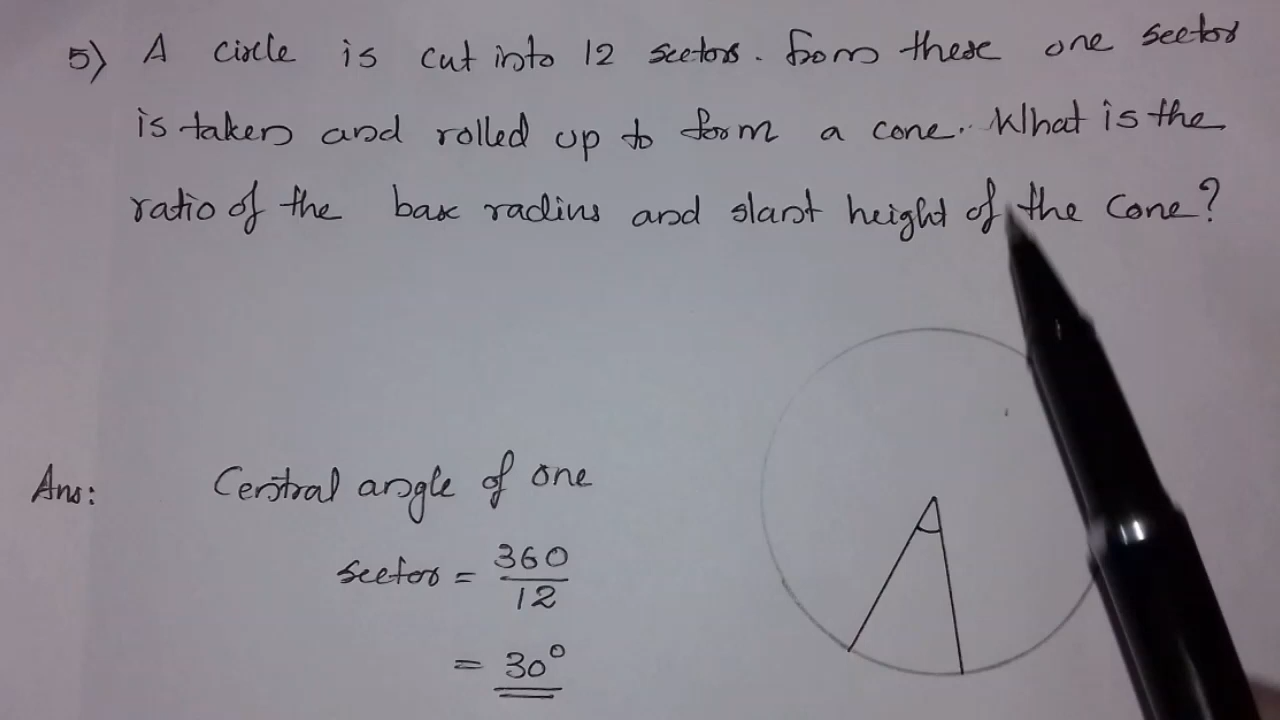 5) A circle is cut into 12 sectors. From these one sector
is taken and rolled up to form a cone. What is the
ratio of the base radius and slant height of the cone?
Ans: Central angle of one
sector = 360/12
= 30°